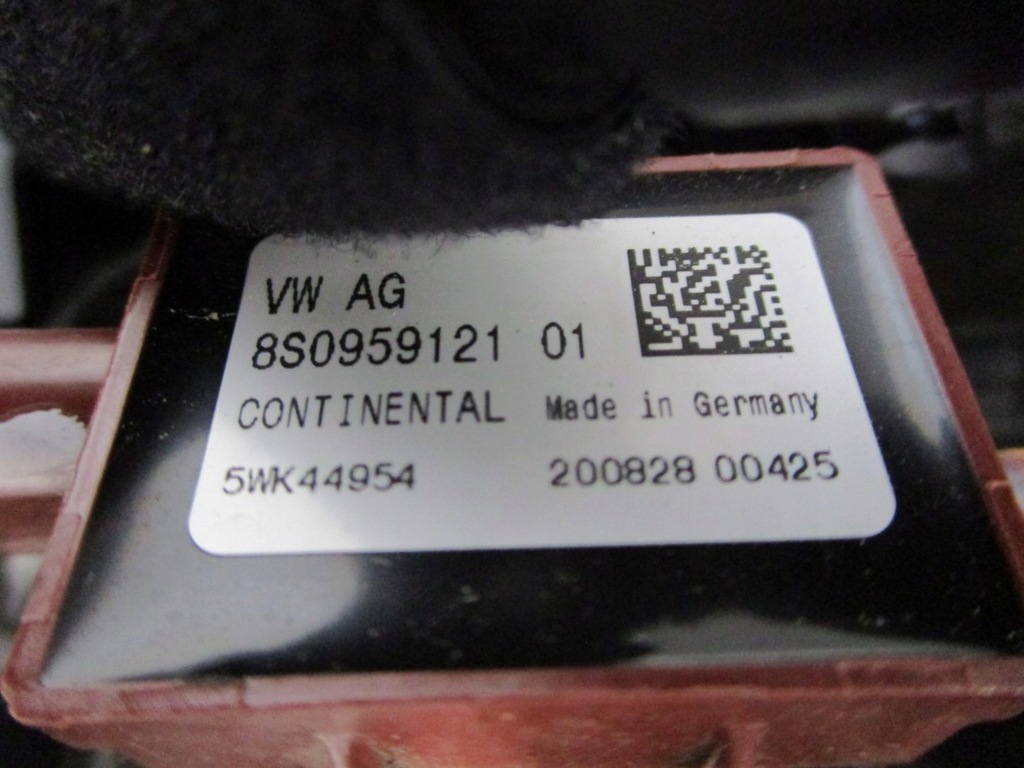 VW AG
8S0959121 01
CONTINENTAL Made in Germany
5WK44954 200828 00425